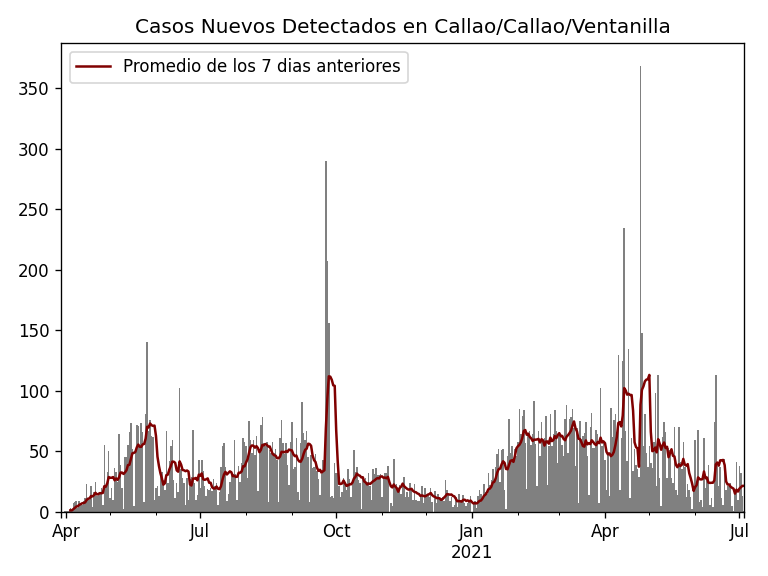 Casos Nuevos Detectados en Callao/Callao/Ventanilla
Promedio de los 7 dias anteriores
350
300
250
200
150
100
50
0
Apr
Jul
Oct
Jan
2021
Apr
Jul